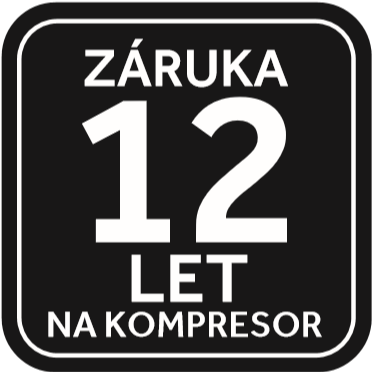 ZÁRUKA
12
LET
NA KOMPRESOR